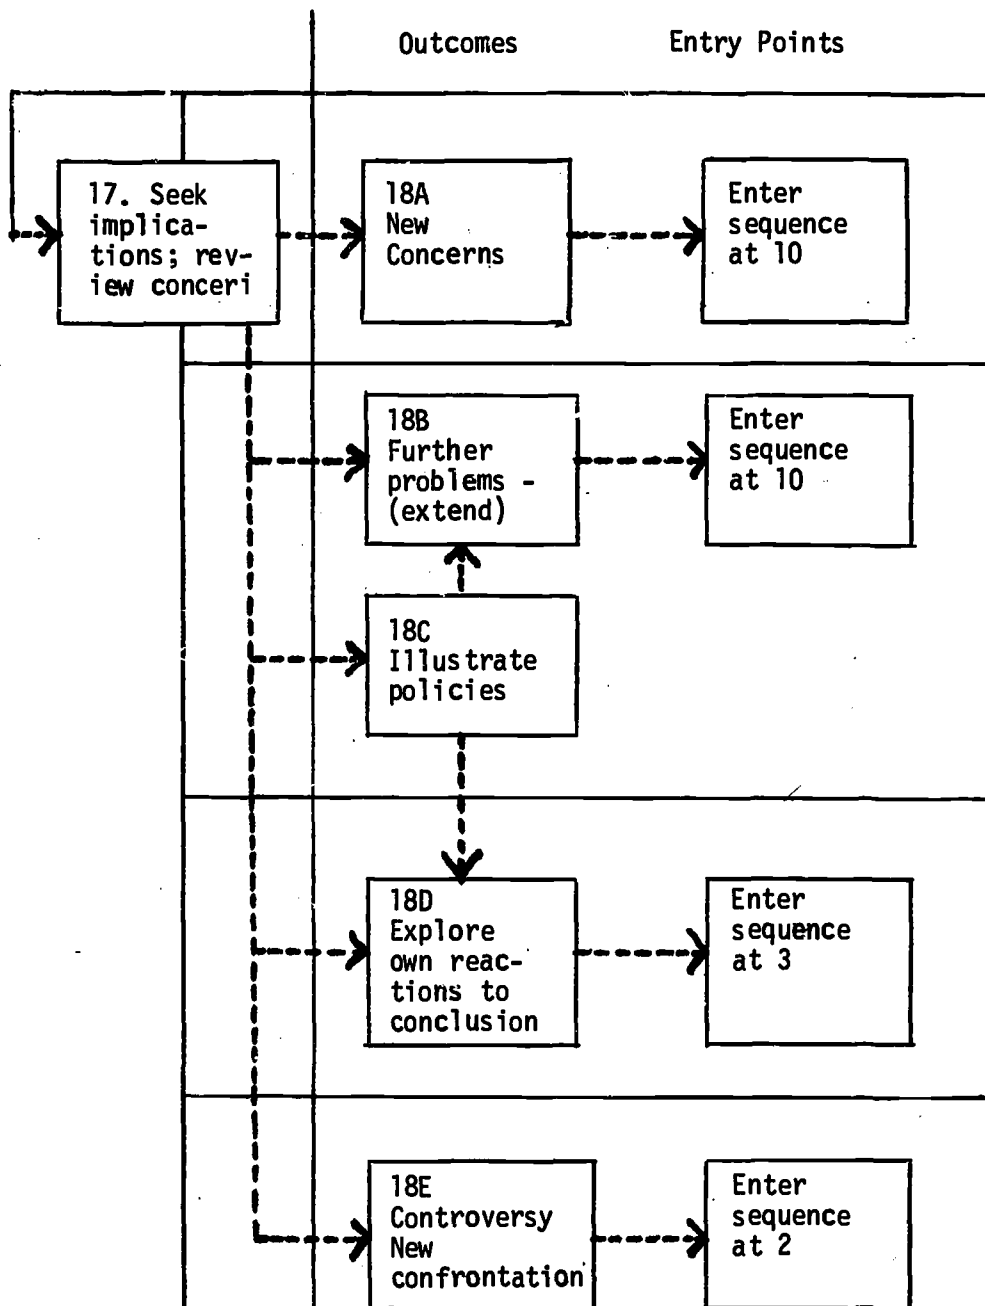 Outcomes
Entry Points
17. Seek
implica-
tions; rev-
iew conceri
18A
New
Concerns
Enter
sequence
at 10
18B
Further
problems -
(extend)
Enter
sequence
at 10
18C
Illustrate
policies
18D
Explore
own reac-
tions to
conclusion
Enter
sequence
at 3
18E
Controversy
New
confrontation
Enter
sequence
at 2